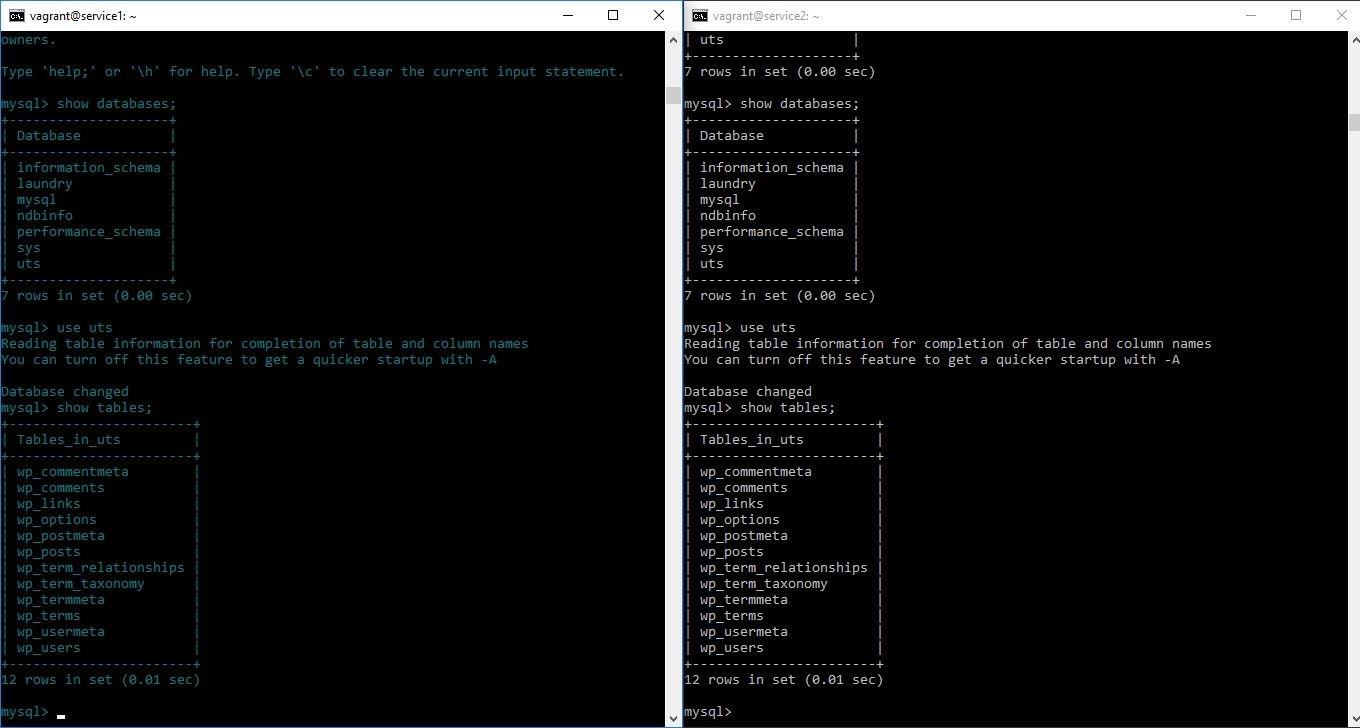 vagrant@service1: ~
owners.
Type 'help;' or '\h' for help. Type '\c' to clear the current input statement.
mysql> show databases;
+--------------------+
| Database           |
+--------------------+
| information_schema |
| laundry            |
| mysql              |
| ndbinfo            |
| performance_schema |
| sys                |
| uts                |
+--------------------+
7 rows in set (0.00 sec)
mysql> use uts
Reading table information for completion of table and column names
You can turn off this feature to get a quicker startup with -A
Database changed
mysql> show tables;
+-----------------------+
| Tables_in_uts         |
+-----------------------+
| wp_commentmeta        |
| wp_comments           |
| wp_links              |
| wp_options            |
| wp_postmeta           |
| wp_posts              |
| wp_term_relationships |
| wp_term_taxonomy      |
| wp_termmeta           |
| wp_terms              |
| wp_usermeta           |
| wp_users              |
+-----------------------+
12 rows in set (0.01 sec)
mysql>
vagrant@service2: ~
| uts                |
+--------------------+
7 rows in set (0.00 sec)
mysql> show databases;
+--------------------+
| Database           |
+--------------------+
| information_schema |
| laundry            |
| mysql              |
| ndbinfo            |
| performance_schema |
| sys                |
| uts                |
+--------------------+
7 rows in set (0.00 sec)
mysql> use uts
Reading table information for completion of table and column names
You can turn off this feature to get a quicker startup with -A
Database changed
mysql> show tables;
+-----------------------+
| Tables_in_uts         |
+-----------------------+
| wp_commentmeta        |
| wp_comments           |
| wp_links              |
| wp_options            |
| wp_postmeta           |
| wp_posts              |
| wp_term_relationships |
| wp_term_taxonomy      |
| wp_termmeta           |
| wp_terms              |
| wp_usermeta           |
| wp_users              |
+-----------------------+
12 rows in set (0.01 sec)
mysql>